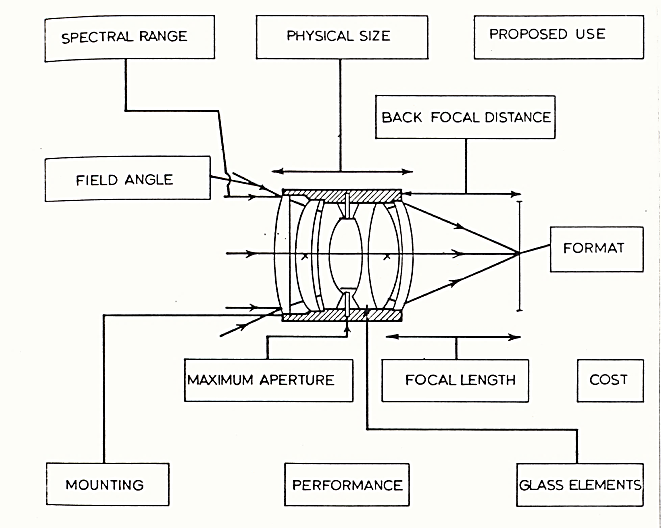 SPECTRAL RANGE
PHYSICAL SIZE
PROPOSED USE
BACK FOCAL DISTANCE
FIELD ANGLE
FORMAT
MAXIMUM APERTURE
FOCAL LENGTH
COST
MOUNTING
PERFORMANCE
GLASS ELEMENTS